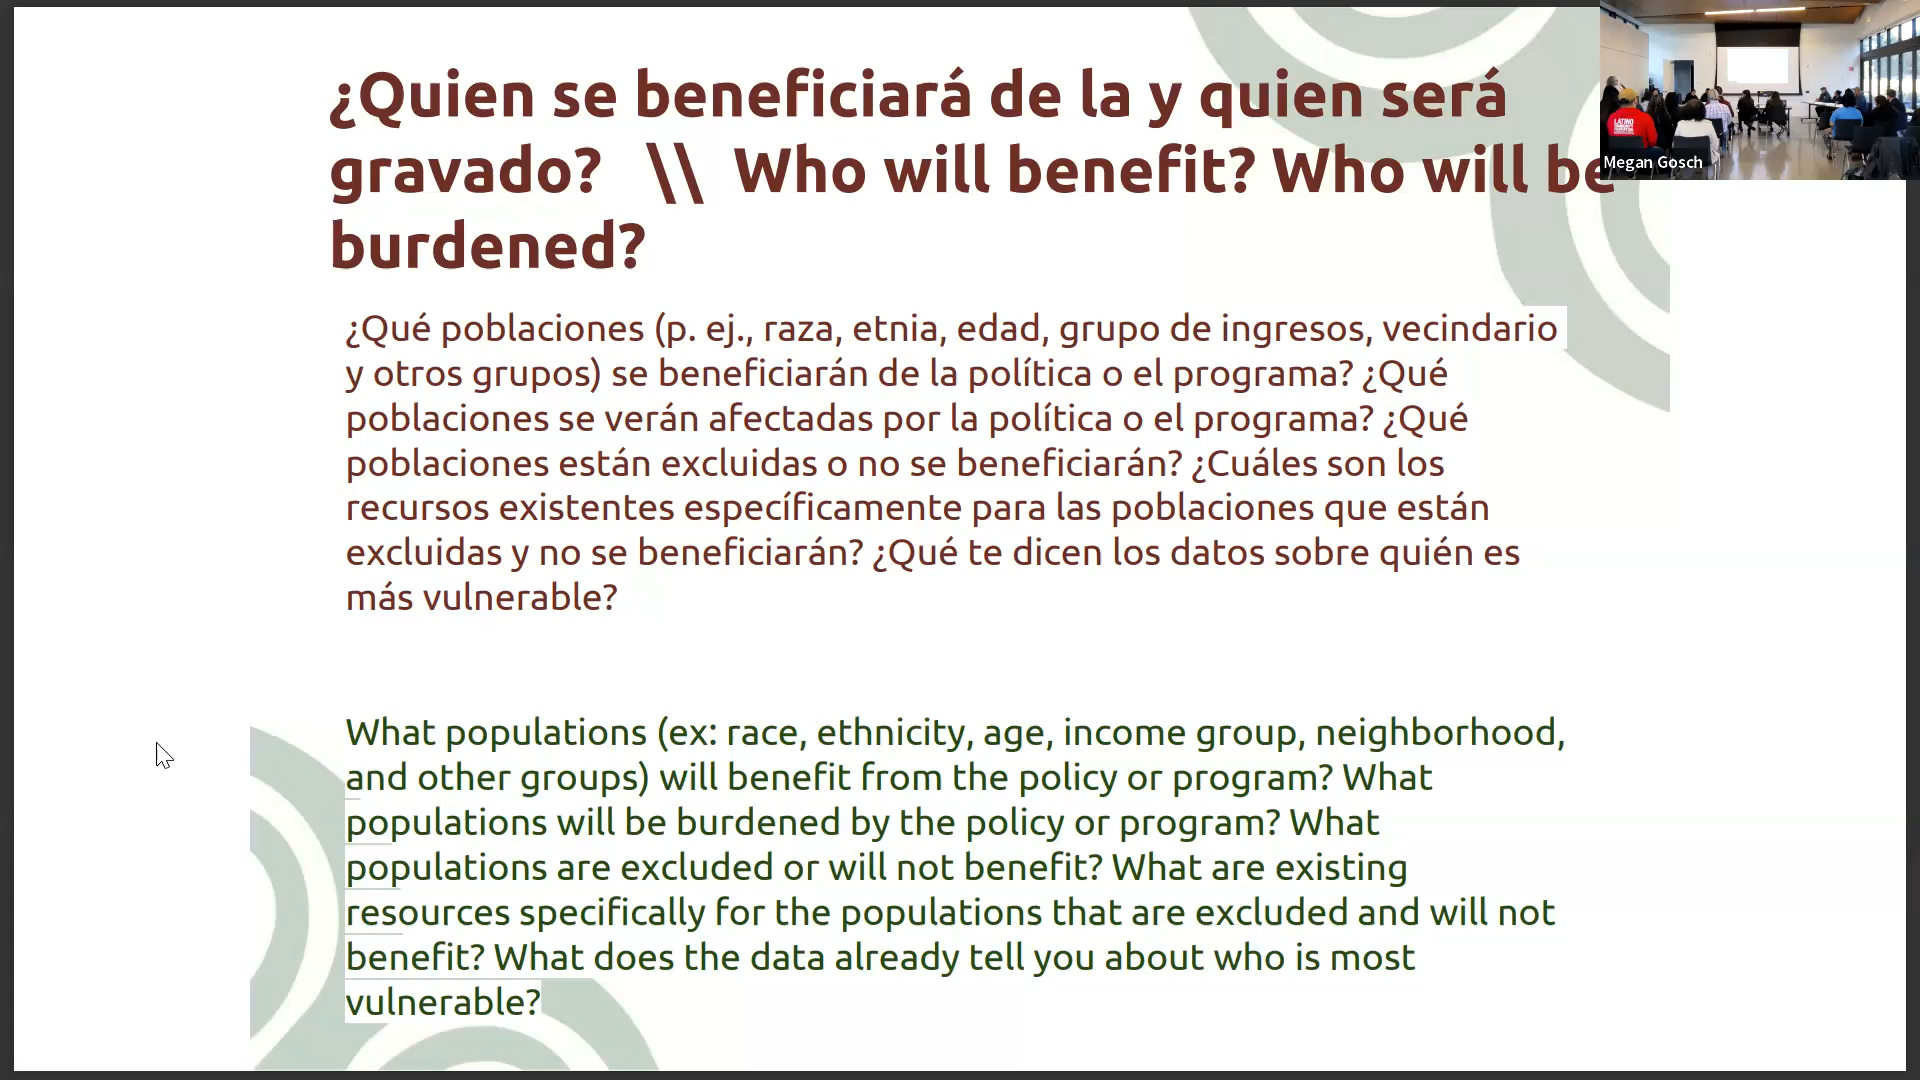 ¿Quien se beneficiará de la y quien será
gravado? \\ Who will benefit? Who will be
burdened?
¿Qué poblaciones (p. ej., raza, etnia, edad, grupo de ingresos, vecindario
y otros grupos) se beneficiarán de la política o el programa? ¿Qué
poblaciones se verán afectadas por la política o el programa? ¿Qué
poblaciones están excluidas o no se beneficiarán? ¿Cuáles son los
recursos existentes específicamente para las poblaciones que están
excluidas y no se beneficiarán? ¿Qué te dicen los datos sobre quién es
más vulnerable?
What populations (ex: race, ethnicity, age, income group, neighborhood,
and other groups) will benefit from the policy or program? What
populations will be burdened by the policy or program? What
populations are excluded or will not benefit? What are existing
resources specifically for the populations that are excluded and will not
benefit? What does the data already tell you about who is most
vulnerable?
LATINO
Megan Gosch